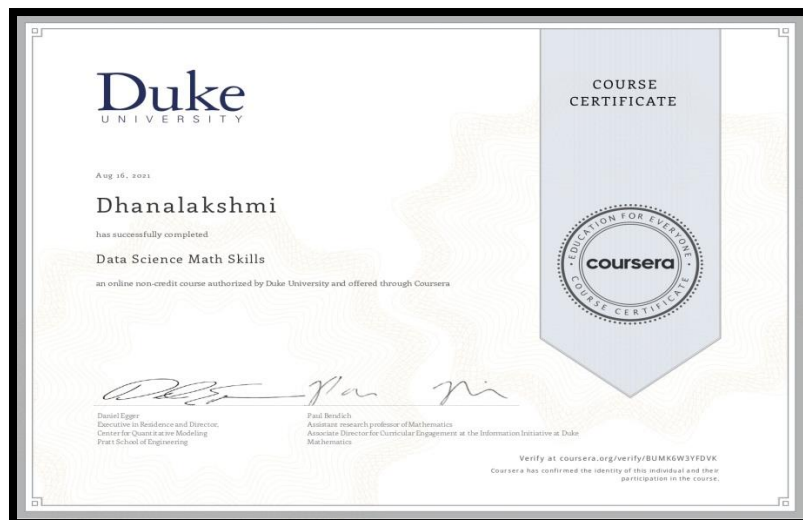 Duke
UNIVERSITY
COURSE
CERTIFICATE
Aug 16, 2021
Dhanalakshmi
has successfully completed
Data Science Math Skills
an online non-credit course authorized by Duke University and offered through Coursera
EDUCATION FOR EVERYONE
coursera
COURSE CERTIFICATE
Daniel Egger
Executive in Residence and Director,
Center for Quantitative Modeling
Pratt School of Engineering
Paul Bendich
Assistant research professor of Mathematics
Associate Director for Curricular Engagement at the Information Initiative at Duke
Mathematics
Verify at coursera.org/verify/BUMK6W3YFDVK
Coursera has confirmed the identity of this individual and their
participation in the course.